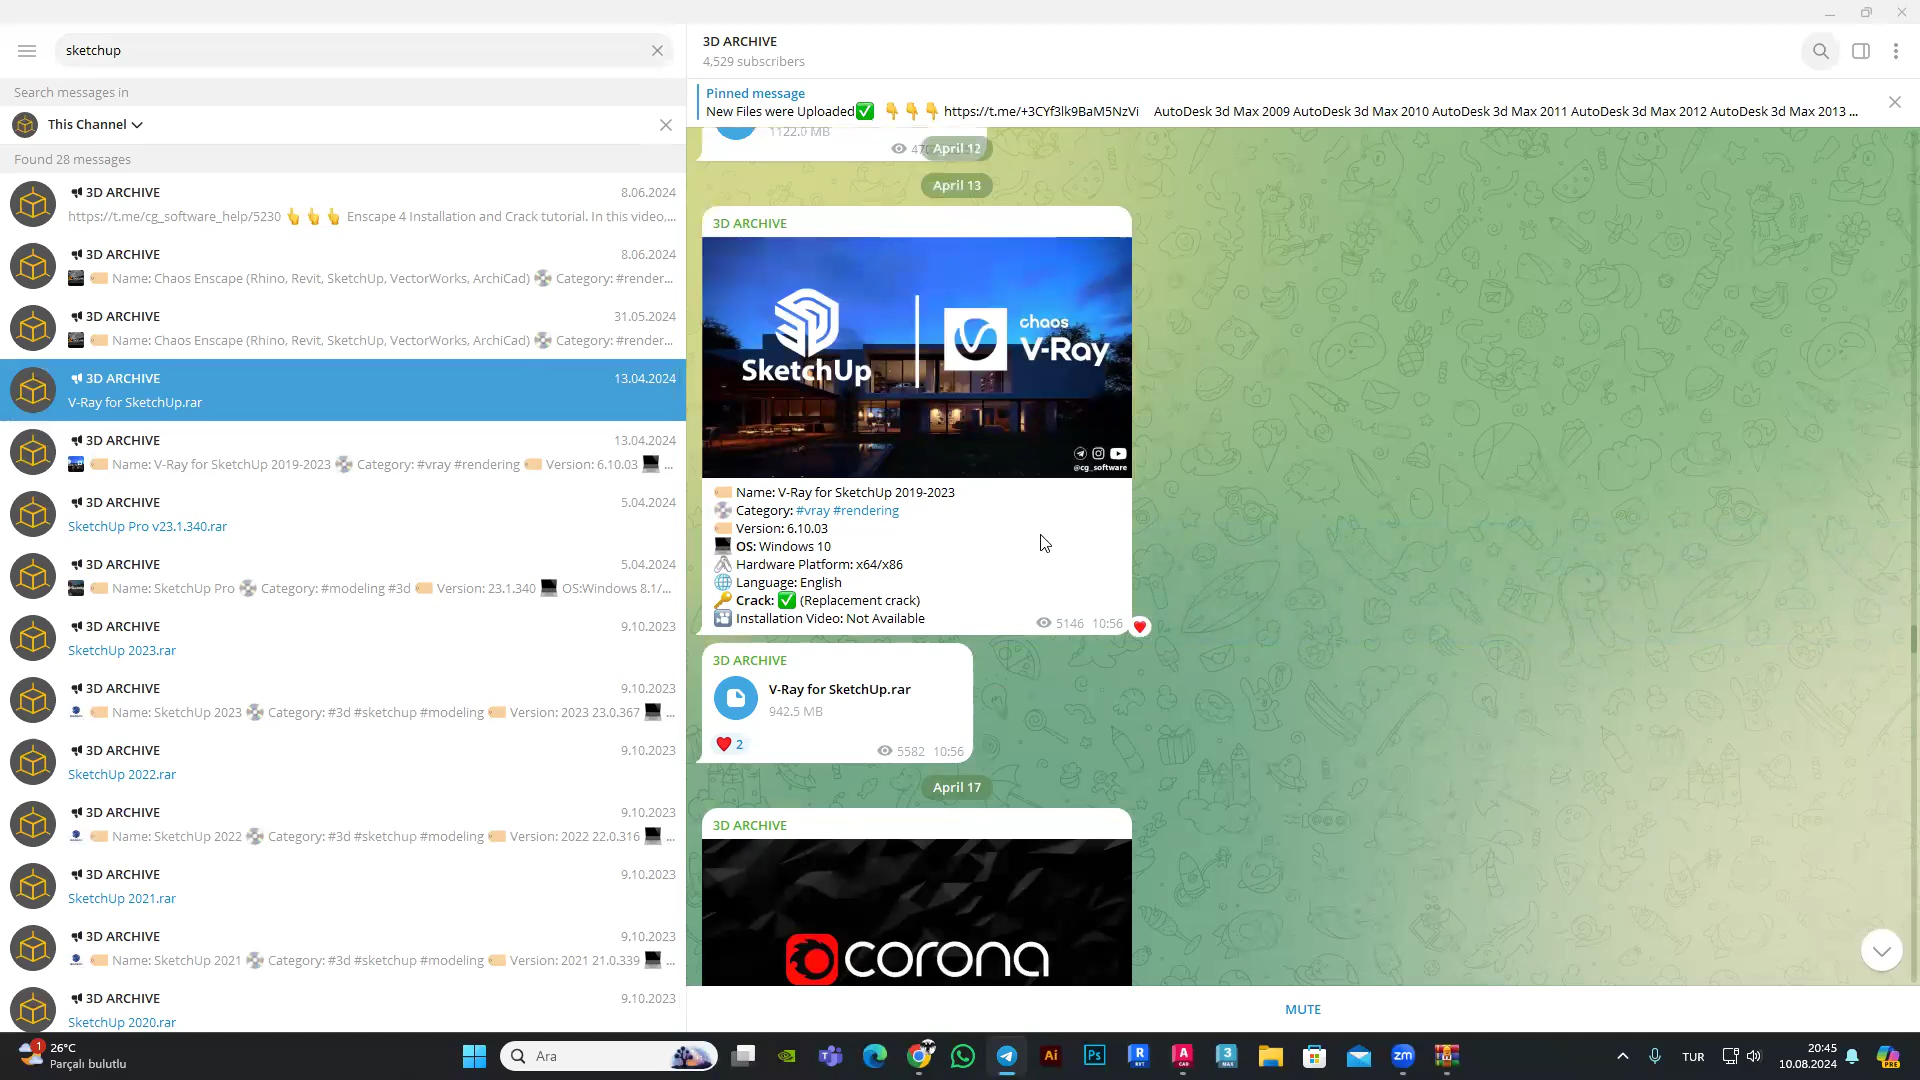 sketchup
Search messages in
This Channel
Found 28 messages
3D ARCHIVE 8.06.2024
https://t.me/cg_software_help/5230 👆 👆 👆 Enscape 4 Installation and Crack tutorial. In this video,...
3D ARCHIVE 8.06.2024
Name: Chaos Enscape (Rhino, Revit, SketchUp, VectorWorks, ArchiCad) Category: #render...
3D ARCHIVE 31.05.2024
Name: Chaos Enscape (Rhino, Revit, SketchUp, VectorWorks, ArchiCad) Category: #render...
3D ARCHIVE 13.04.2024
V-Ray for SketchUp.rar
3D ARCHIVE 13.04.2024
Name: V-Ray for SketchUp 2019-2023 Category: #vray #rendering Version: 6.10.03 ...
3D ARCHIVE 5.04.2024
SketchUp Pro v23.1.340.rar
3D ARCHIVE 5.04.2024
Name: SketchUp Pro Category: #modeling #3d Version: 23.1.340 OS:Windows 8.1/...
3D ARCHIVE 9.10.2023
SketchUp 2023.rar
3D ARCHIVE 9.10.2023
Name: SketchUp 2023 Category: #3d #sketchup #modeling Version: 2023 23.0.367 ...
3D ARCHIVE 9.10.2023
SketchUp 2022.rar
3D ARCHIVE 9.10.2023
Name: SketchUp 2022 Category: #3d #sketchup #modeling Version: 2022 22.0.316 ...
3D ARCHIVE 9.10.2023
SketchUp 2021.rar
3D ARCHIVE 9.10.2023
Name: SketchUp 2021 Category: #3d #sketchup #modeling Version: 2021 21.0.339 ...
3D ARCHIVE 9.10.2023
SketchUp 2020.rar
3D ARCHIVE
4,529 subscribers
Pinned message
New Files were Uploaded✅ 👇👇👇 https://t.me/+3CYf3lk9BaM5NzVi AutoDesk 3d Max 2009 AutoDesk 3d Max 2010 AutoDesk 3d Max 2011 AutoDesk 3d Max 2012 AutoDesk 3d Max 2013 ...
1122.0 MB
April 12
April 13
3D ARCHIVE
SketchUp
chaos
V-Ray
@cg_software
Name: V-Ray for SketchUp 2019-2023
Category: #vray #rendering
Version: 6.10.03
OS: Windows 10
Hardware Platform: x64/x86
Language: English
Crack: ✅ (Replacement crack)
Installation Video: Not Available
5146 10:56
3D ARCHIVE
V-Ray for SketchUp.rar
942.5 MB
2
5582 10:56
April 17
3D ARCHIVE
corona
MUTE
1
26°C
Parçalı bulutlu
Ara
Ai
Ps
R
A
CAD
3
MAX
zm
TUR
20:45
10.08.2024
PRE